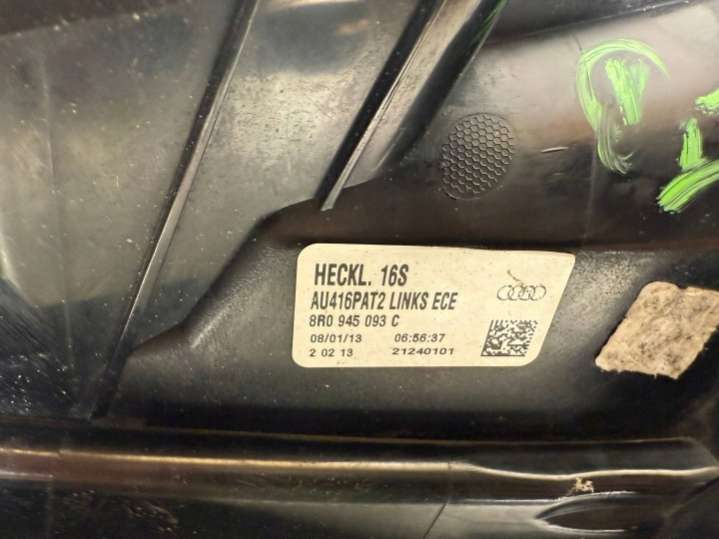 HECKL. 16S
AU416PAT2 LINKS ECE
8R0 945 093 C
08/01/13 06:56:37
2 02 13 21240101